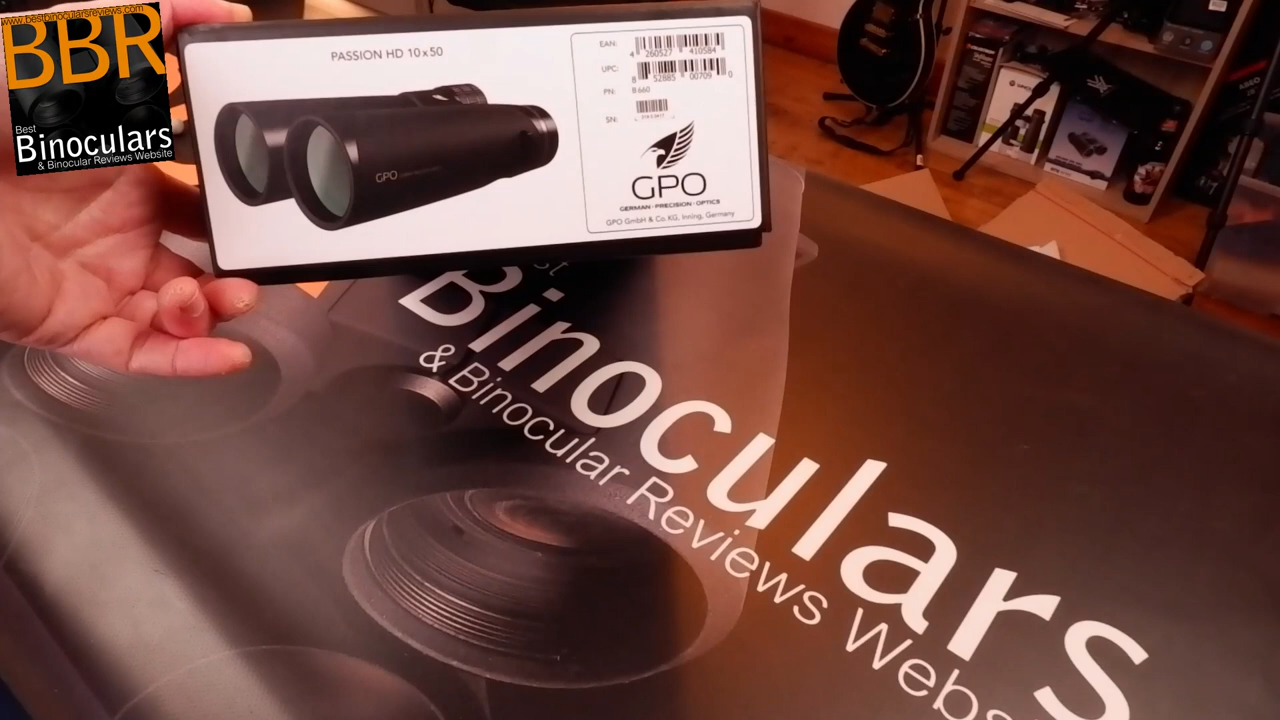 www.bestbinocularsreviews.com
BBR
Best
Binoculars
& Binocular Reviews Website
PASSION HD 10x50
EAN:
4 260527 410584
UPC:
8 52885 00709 0
PN:
B660
SN:
GPO
GPO
GERMAN·PRECISION·OPTICS
GPO GmbH & Co. KG, Inning, Germany
Binoculars
& Binocular Reviews Webs